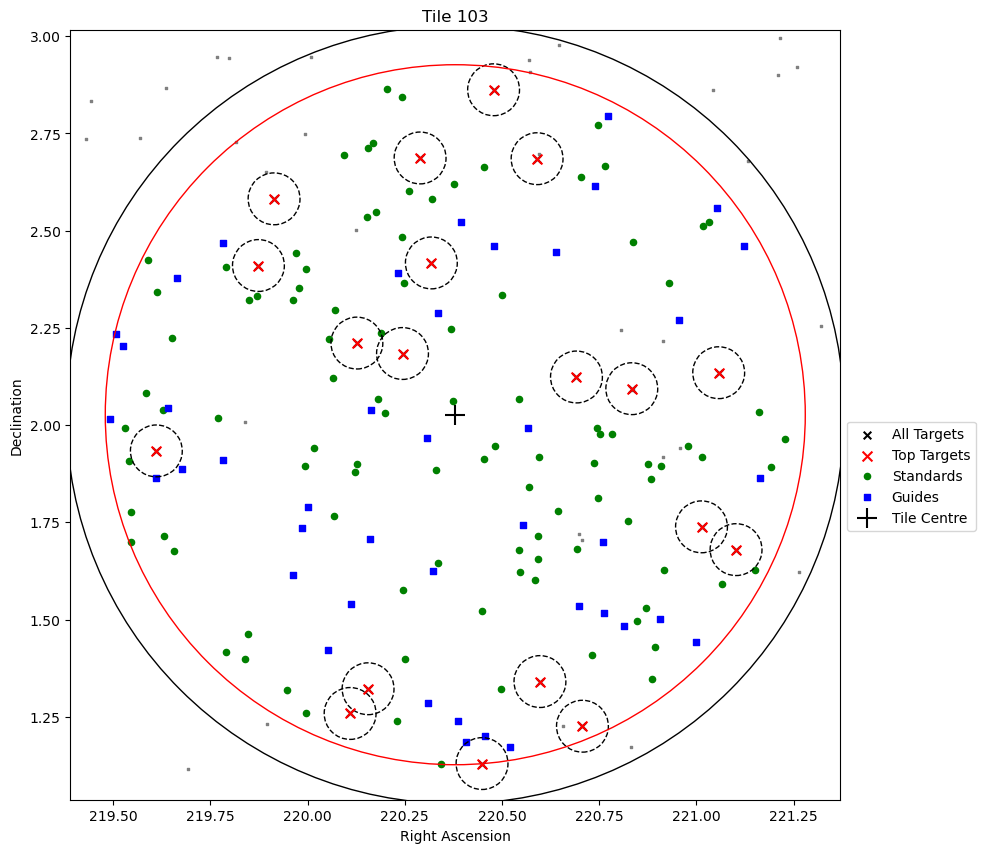 Tile 103
3.00
2.75
2.50
2.25
2.00
1.75
1.50
1.25
Declination
219.50 219.75 220.00 220.25 220.50 220.75 221.00 221.25
Right Ascension
All Targets
Top Targets
Standards
Guides
Tile Centre